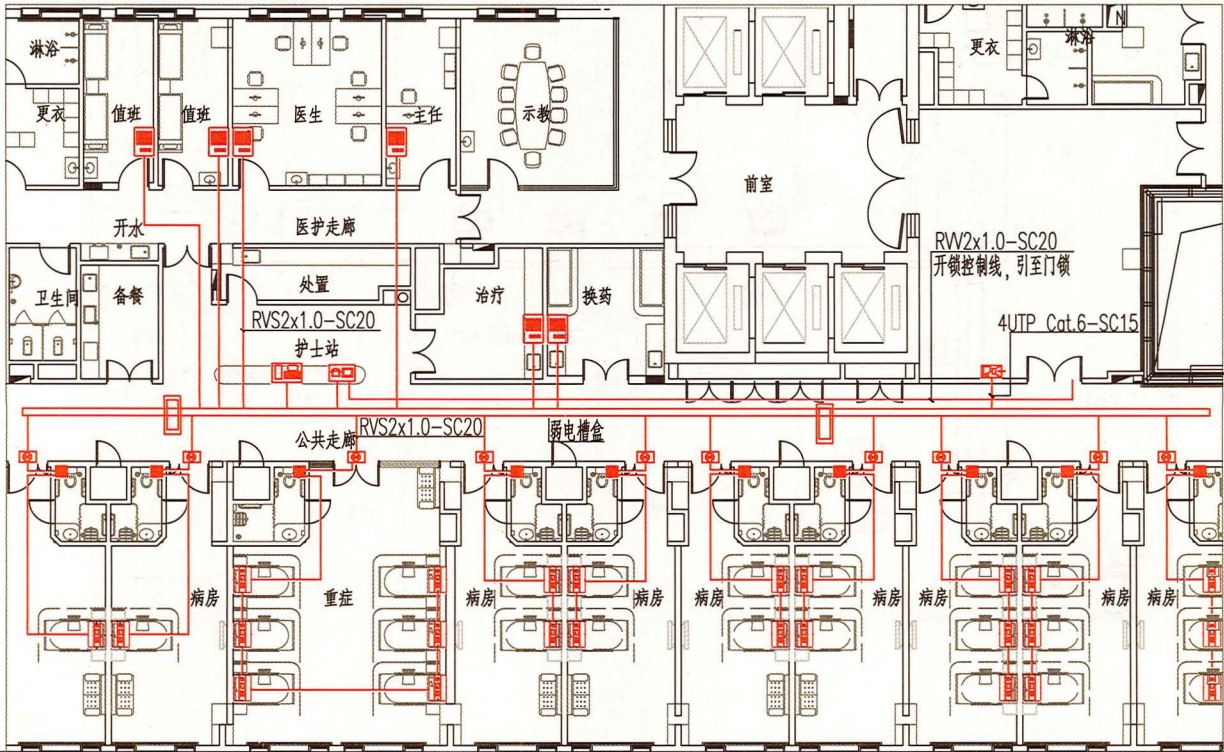 淋浴
更衣
淋浴
更衣
值班
值班
医生
主任
示教
前室
开水
医护走廊
RVV2x1.0-SC20
开锁控制线，引至门锁
卫生间
备餐
处置
治疗
换药
RVS2x1.0-SC20
4UTP Cat.6-SC15
护士站
公共走廊
RVS2x1.0-SC20
弱电槽盒
病房
重症
病房
病房
病房
病房
病房
病房
病房